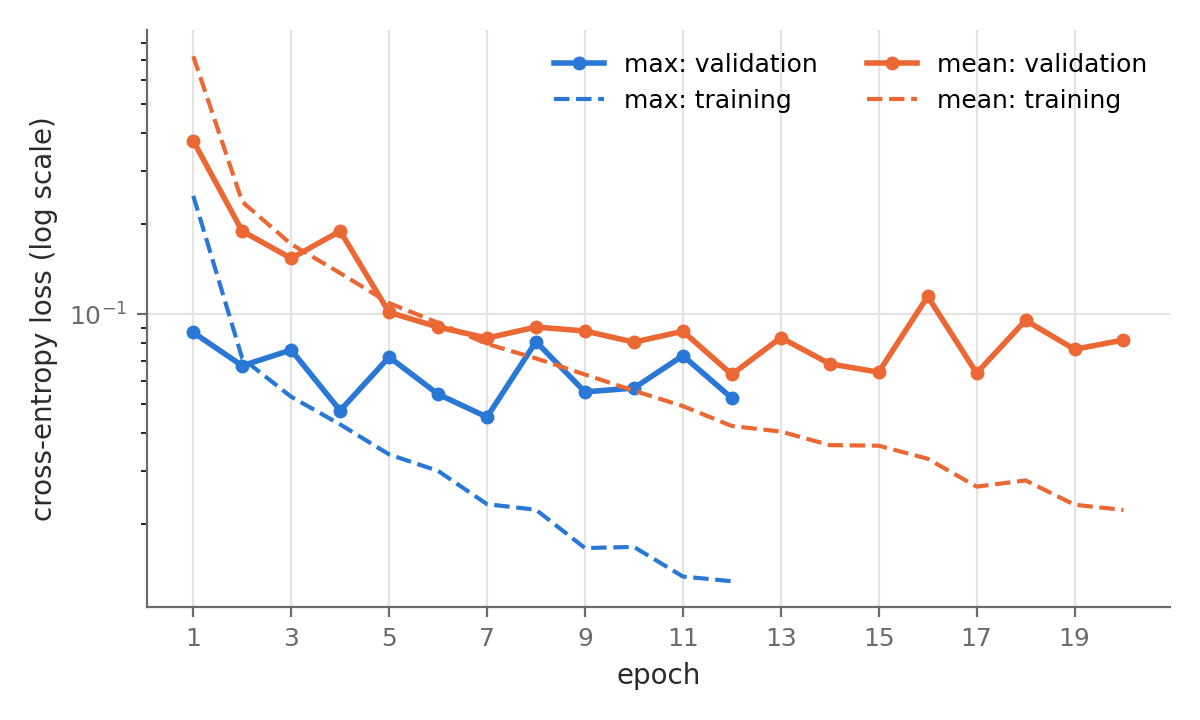 max: validation
max: training
mean: validation
mean: training
cross-entropy loss (log scale)
10⁻¹
1 3 5 7 9 11 13 15 17 19
epoch